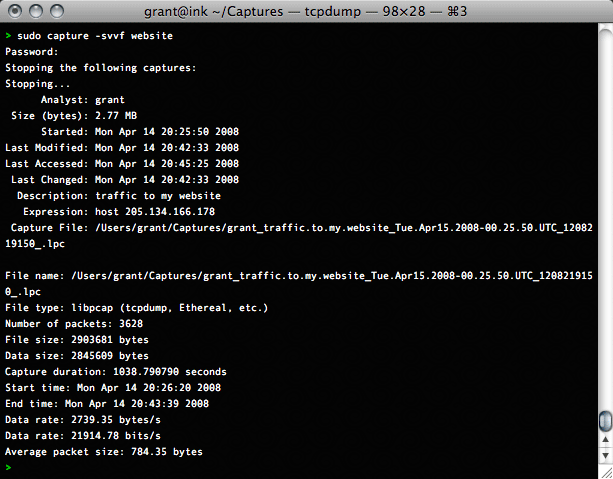 grant@ink ~/Captures — tcpdump — 98×28 — ⌘3
> sudo capture -svvf website
Password:
Stopping the following captures:
Stopping...
Analyst: grant
Size (bytes): 2.77 MB
Started: Mon Apr 14 20:25:50 2008
Last Modified: Mon Apr 14 20:42:33 2008
Last Accessed: Mon Apr 14 20:45:25 2008
Last Changed: Mon Apr 14 20:42:33 2008
Description: traffic to my website
Expression: host 205.134.166.178
Capture File: /Users/grant/Captures/grant_traffic.to.my.website_Tue.Apr15.2008-00.25.50.UTC_12082
19150_.lpc
File name: /Users/grant/Captures/grant_traffic.to.my.website_Tue.Apr15.2008-00.25.50.UTC_120821915
0_.lpc
File type: libpcap (tcpdump, Ethereal, etc.)
Number of packets: 3628
File size: 2903681 bytes
Data size: 2845609 bytes
Capture duration: 1038.790790 seconds
Start time: Mon Apr 14 20:26:20 2008
End time: Mon Apr 14 20:43:39 2008
Data rate: 2739.35 bytes/s
Data rate: 21914.78 bits/s
Average packet size: 784.35 bytes
>